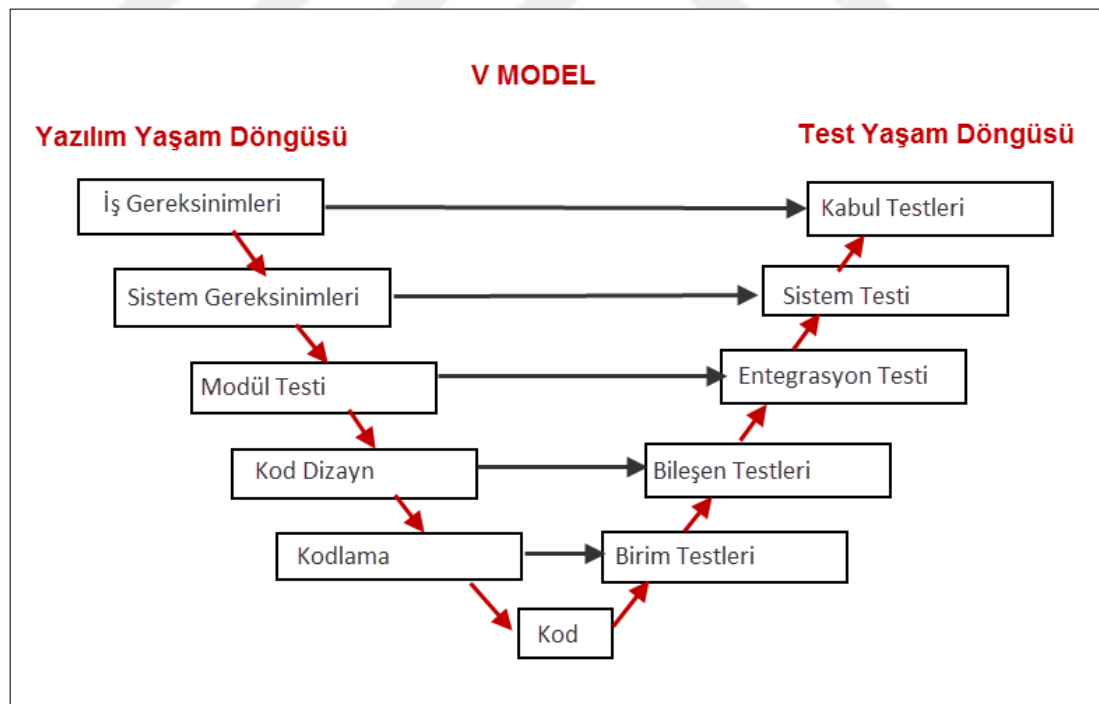 V MODEL
Yazılım Yaşam Döngüsü
Test Yaşam Döngüsü
İş Gereksinimleri
Kabul Testleri
Sistem Gereksinimleri
Sistem Testi
Modül Testi
Entegrasyon Testi
Kod Dizayn
Bileşen Testleri
Kodlama
Birim Testleri
Kod